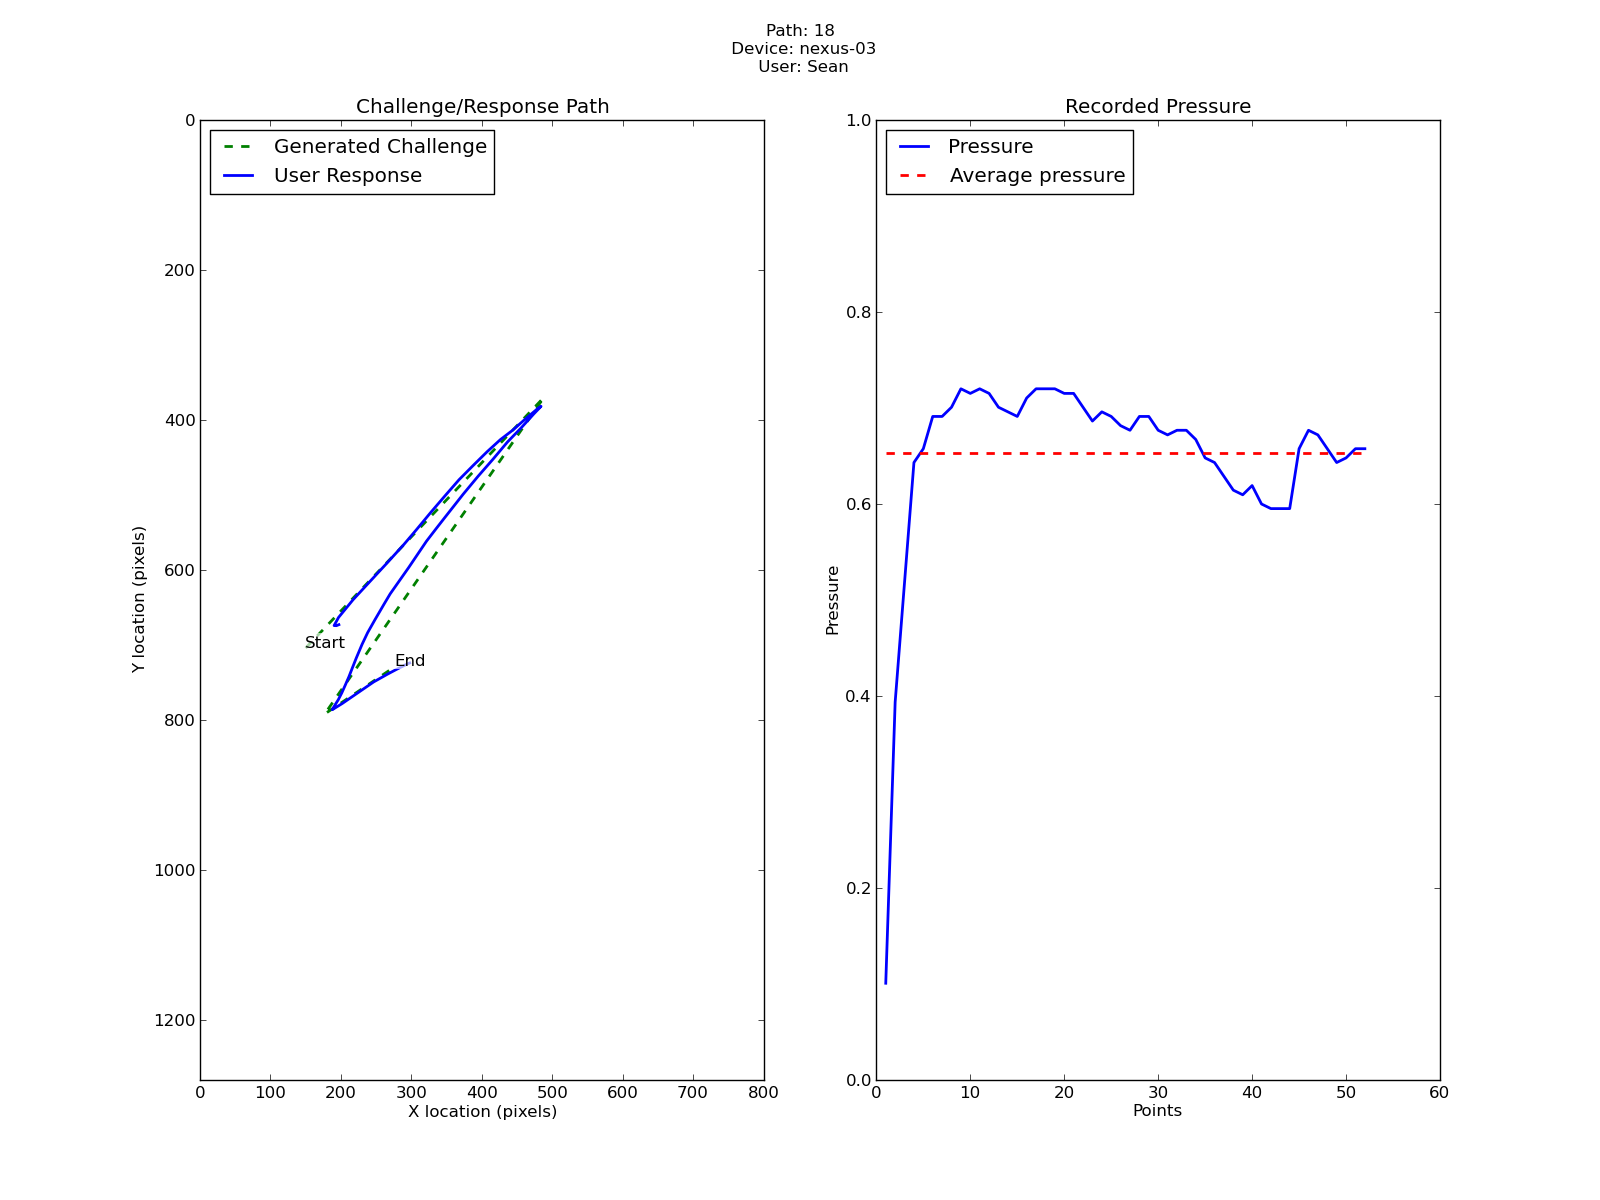 Path: 18
Device: nexus-03
User: Sean
Challenge/Response Path
Generated Challenge
User Response
0
200
400
600
800
1000
1200
Y location (pixels)
Start
End
0 100 200 300 400 500 600 700 800
X location (pixels)
Recorded Pressure
Pressure
Average pressure
1.0
0.8
0.6
0.4
0.2
0.0
Pressure
0 10 20 30 40 50 60
Points